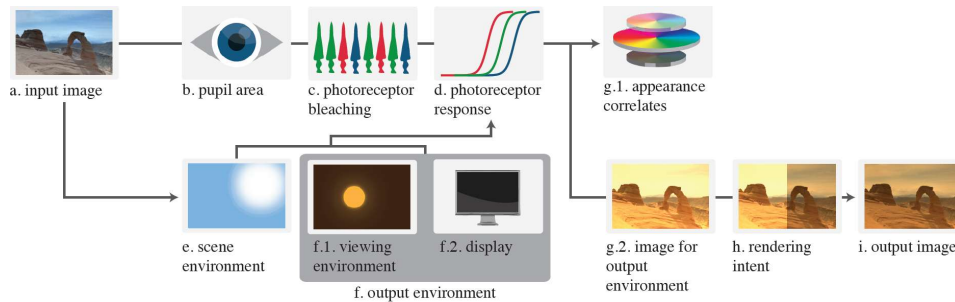 a. input image
b. pupil area
c. photoreceptor
bleaching
d. photoreceptor
response
g.1. appearance
correlates
e. scene
environment
f.1. viewing
environment
f.2. display
f. output environment
g.2. image for
output
environment
h. rendering
intent
i. output image